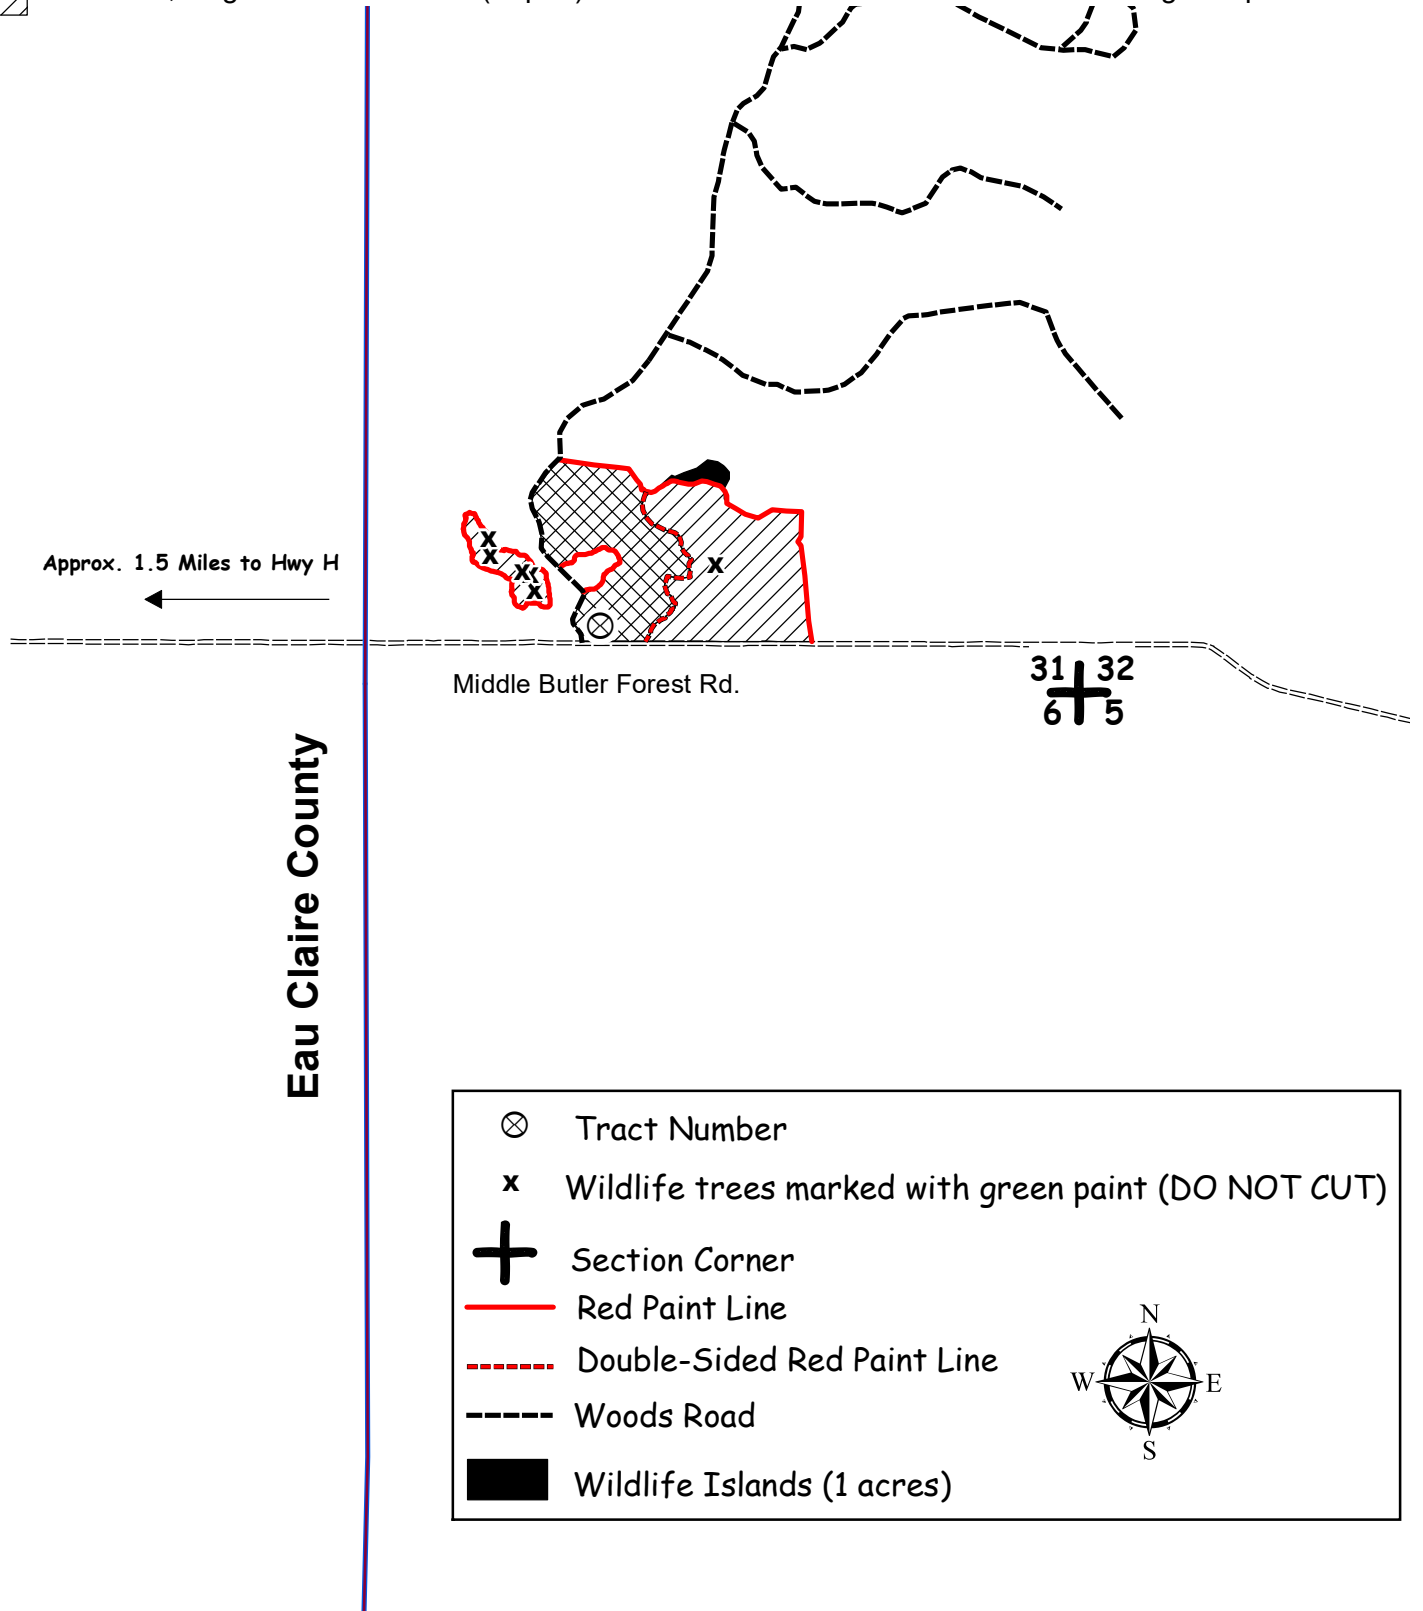 Approx. 1.5 Miles to Hwy H
x
x
x
x
x
x
31 32
6 5
Middle Butler Forest Rd.
Eau Claire County
Tract Number
x Wildlife trees marked with green paint (DO NOT CUT)
Section Corner
Red Paint Line
Double-Sided Red Paint Line
Woods Road
Wildlife Islands (1 acres)
N
W E
S